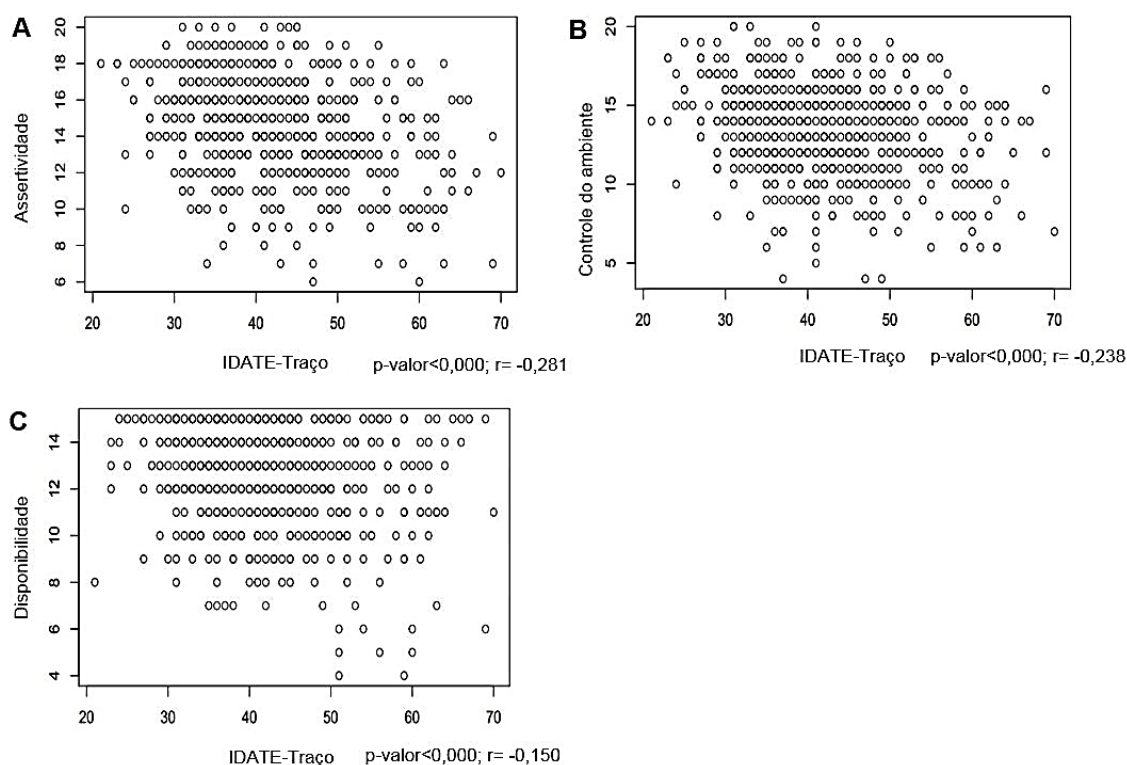 A
Assertividade
20
18
16
14
12
10
8
6
20 30 40 50 60 70
IDATE-Traço p-valor<0,000; r= -0,281
B
Controle do ambiente
20
15
10
5
20 30 40 50 60 70
IDATE-Traço p-valor<0,000; r= -0,238
C
Disponibilidade
14
12
10
8
6
4
20 30 40 50 60 70
IDATE-Traço p-valor<0,000; r= -0,150